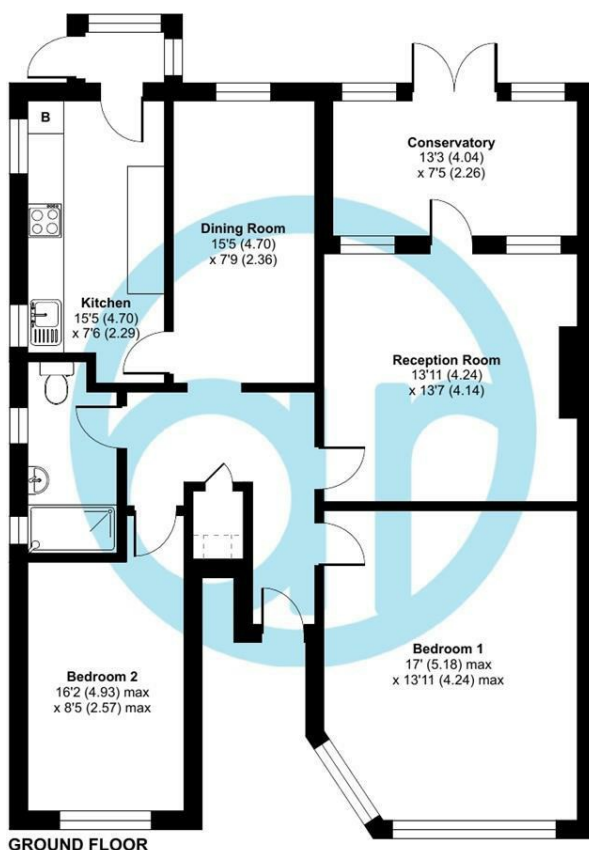 B
Conservatory
13'3 (4.04)
x 7'5 (2.26)
Dining Room
15'5 (4.70)
x 7'9 (2.36)
Kitchen
15'5 (4.70)
x 7'6 (2.29)
Reception Room
13'11 (4.24)
x 13'7 (4.14)
Bedroom 1
17' (5.18) max
x 13'11 (4.24) max
Bedroom 2
16'2 (4.93) max
x 8'5 (2.57) max
GROUND FLOOR